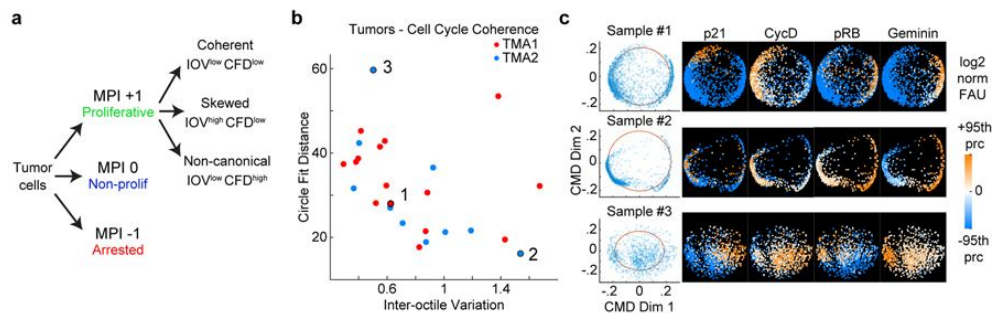 a
Tumor
cells
MPI +1
Proliferative
MPI 0
Non-prolif
MPI -1
Arrested
Coherent
IOVlow CFDlow
Skewed
IOVhigh CFDlow
Non-canonical
IOVlow CFDhigh
b
Tumors - Cell Cycle Coherence
TMA1
TMA2
Circle Fit Distance
60
40
20
3
1
2
0.6
1
1.4
Inter-octile Variation
c
Sample #1
p21
CycD
pRB
Geminin
.2
0
-.2
Sample #2
.2
0
-.2
Sample #3
.2
0
-.2
-.2
0
.2
CMD Dim 1
CMD Dim 2
log2
norm
FAU
+95th
prc
0
-95th
prc